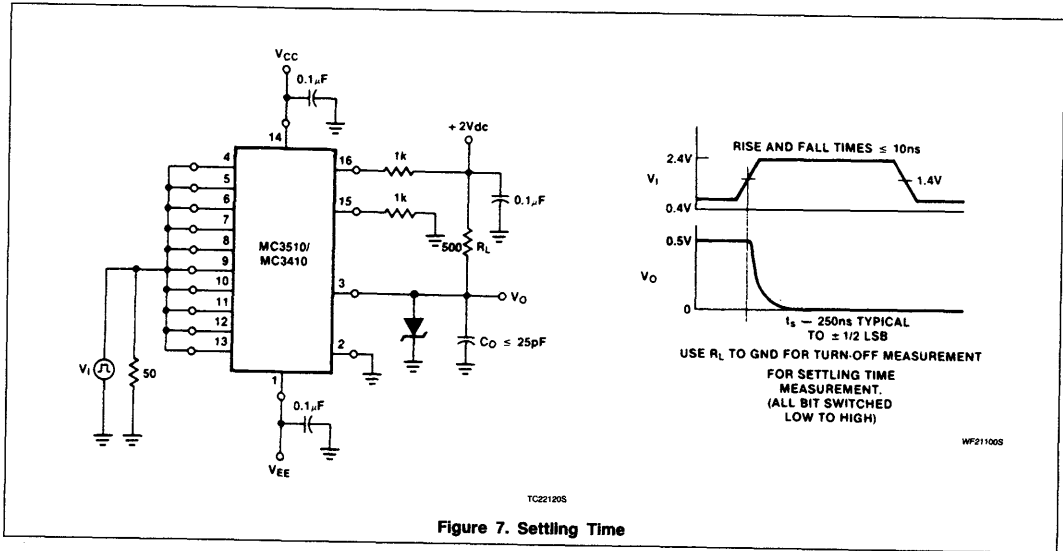 VCC
0.1μF
14
4
5
6
7
8
9
10
11
12
13
MC3510/
MC3410
16
1k
+2Vdc
0.1μF
15
1k
500 RL
3
VO
CO ≤ 25pF
2
VI
50
1
0.1μF
VEE
TC22120S
RISE AND FALL TIMES ≤ 10ns
2.4V
VI
1.4V
0.4V
0.5V
VO
0
ts — 250ns TYPICAL
TO ± 1/2 LSB
USE RL TO GND FOR TURN-OFF MEASUREMENT
FOR SETTLING TIME
MEASUREMENT.
(ALL BIT SWITCHED
LOW TO HIGH)
WF21100S
Figure 7. Settling Time